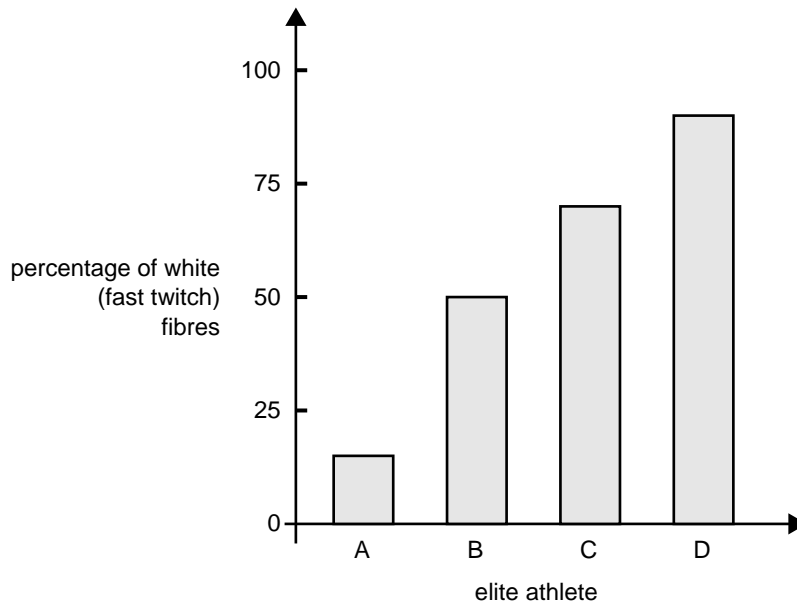 100
75
percentage of white
(fast twitch)
fibres
50
25
0
A B C D
elite athlete